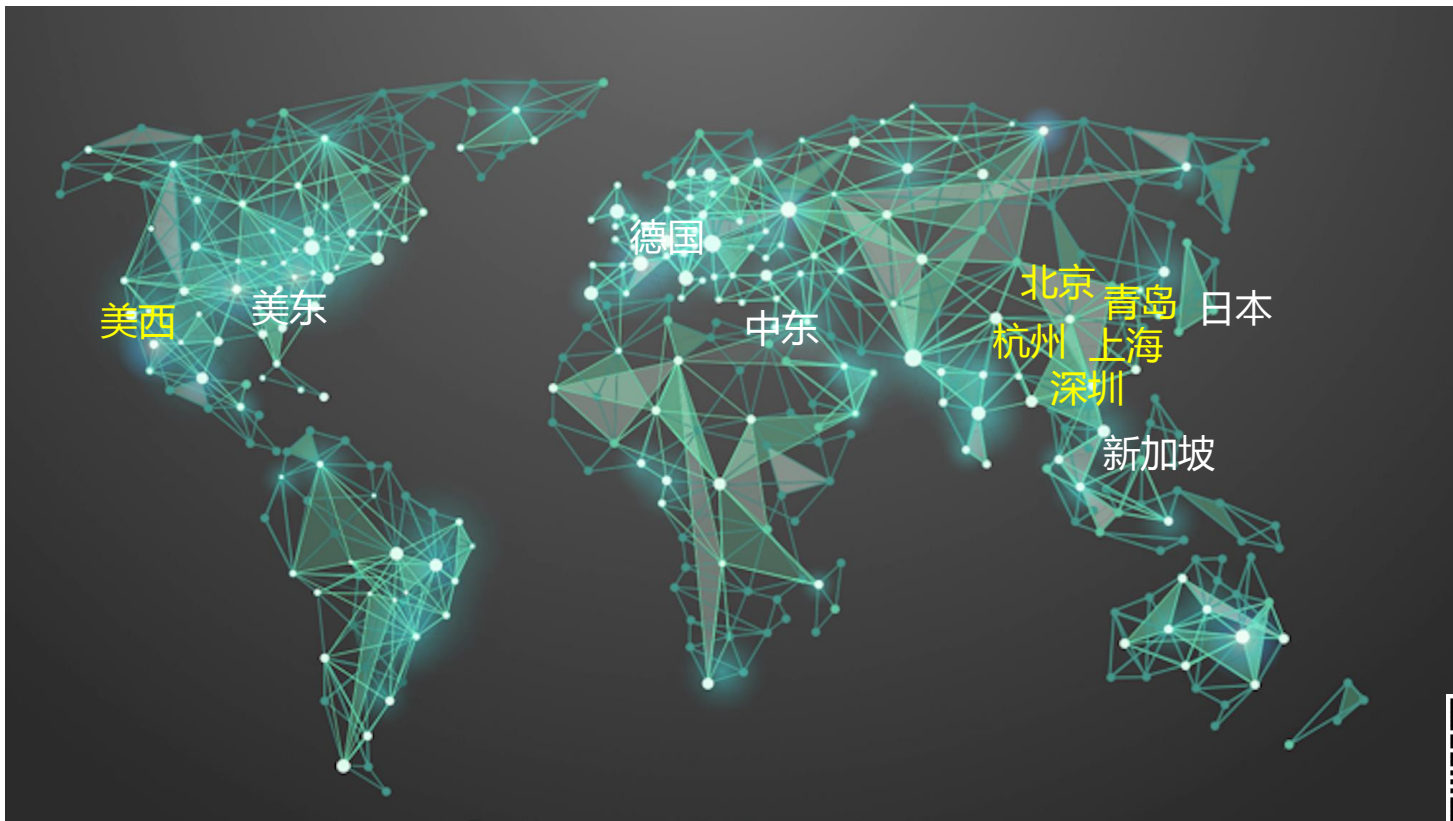 德国
北京
青岛
美西
美东
日本
中东
杭州
上海
深圳
新加坡